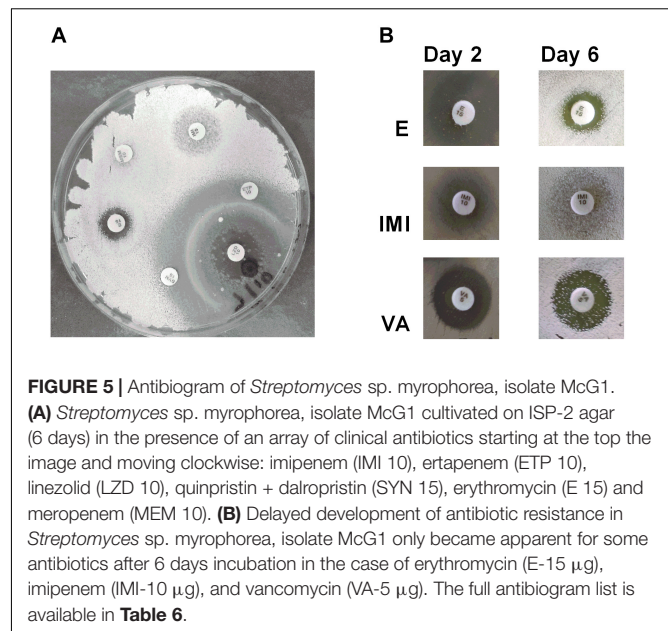 A
B
Day 2 Day 6
E
IMI
IMI
10
IMI
10
VA
FIGURE 5 | Antibiogram of Streptomyces sp. myrophorea, isolate McG1.
(A) Streptomyces sp. myrophorea, isolate McG1 cultivated on ISP-2 agar
(6 days) in the presence of an array of clinical antibiotics starting at the top the
image and moving clockwise: imipenem (IMI 10), ertapenem (ETP 10),
linezolid (LZD 10), quinpristin + dalropristin (SYN 15), erythromycin (E 15) and
meropenem (MEM 10). (B) Delayed development of antibiotic resistance in
Streptomyces sp. myrophorea, isolate McG1 only became apparent for some
antibiotics after 6 days incubation in the case of erythromycin (E-15 μg),
imipenem (IMI-10 μg), and vancomycin (VA-5 μg). The full antibiogram list is
available in Table 6.